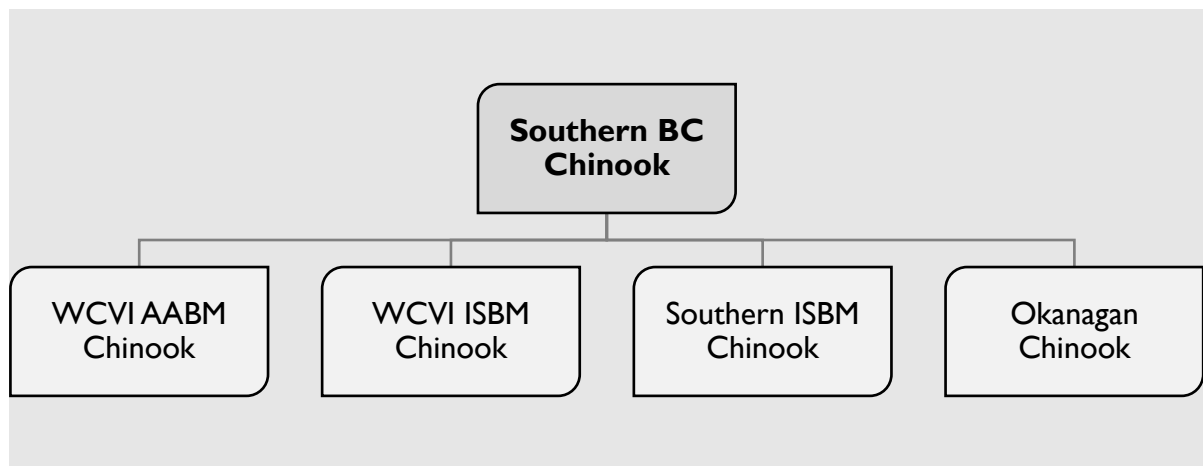 Southern BC
Chinook
WCVI AABM
Chinook
WCVI ISBM
Chinook
Southern ISBM
Chinook
Okanagan
Chinook